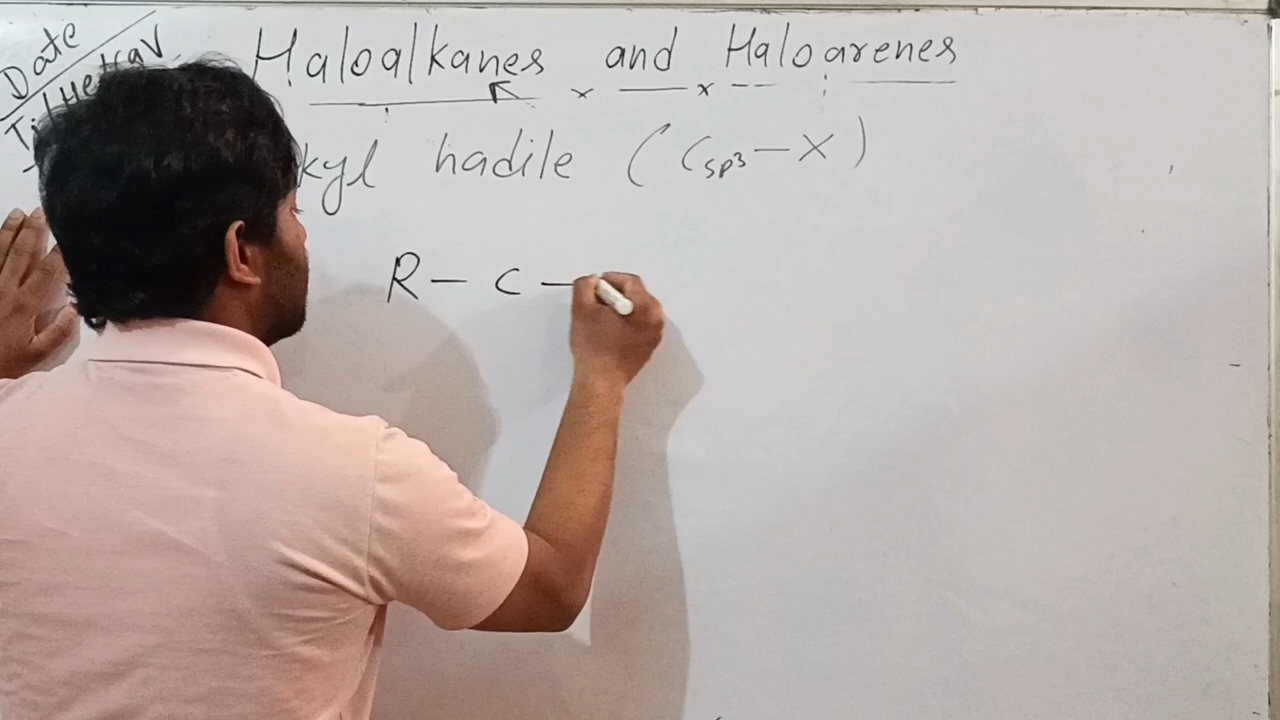 Date
Haloalkanes and Haloarenes
kyl hadile (Csp3-X)
R - C -